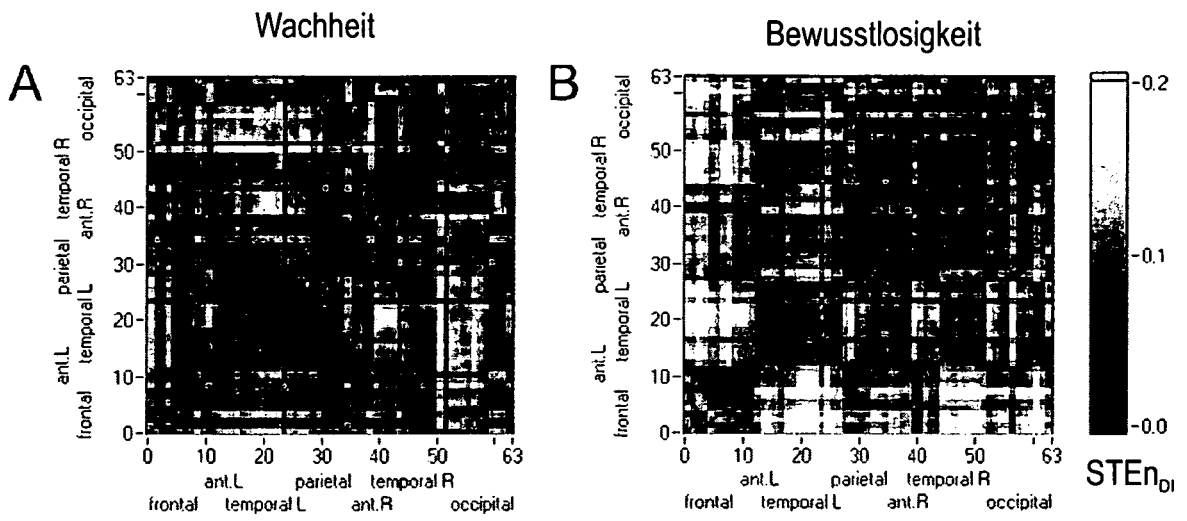 Wachheit
Bewusstlosigkeit
A
B
63
50
40
30
20
10
0
occipital
temporal R
ant.R
parietal
temporal L
ant.L
frontal
0 10 20 30 40 50 63
ant.L parietal temporal R
frontal temporal L ant.R occipital
63
50
40
30
20
10
0
occipital
temporal R
ant.R
parietal
temporal L
ant.L
frontal
0 10 20 30 40 50 63
ant.L parietal temporal R
frontal temporal L ant.R occipital
0.2
0.1
0.0
STEn_DI